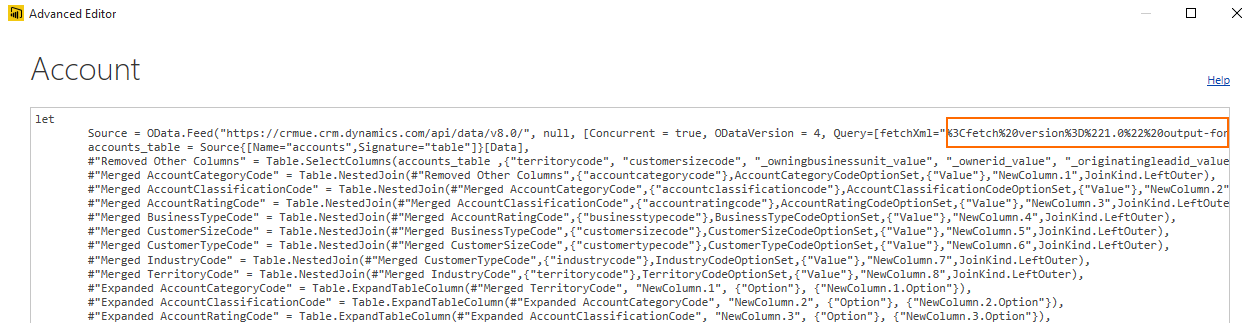 Advanced Editor
Account
Help
let
Source = OData.Feed("https://crmue.crm.dynamics.com/api/data/v8.0/", null, [Concurrent = true, ODataVersion = 4, Query=[fetchXml="%3Cfetch%20version%3D%221.0%22%20output-for
accounts_table = Source{[Name="accounts",Signature="table"]}[Data],
#"Removed Other Columns" = Table.SelectColumns(accounts_table ,{"territorycode", "customersizecode", "_owningbusinessunit_value", "_ownerid_value", "_originatingleadid_value
#"Merged AccountCategoryCode" = Table.NestedJoin(#"Removed Other Columns",{"accountcategorycode"},AccountCategoryCodeOptionSet,{"Value"},"NewColumn.1",JoinKind.LeftOuter),
#"Merged AccountClassificationCode" = Table.NestedJoin(#"Merged AccountCategoryCode",{"accountclassificationcode"},AccountClassificationCodeOptionSet,{"Value"},"NewColumn.2"
#"Merged AccountRatingCode" = Table.NestedJoin(#"Merged AccountClassificationCode",{"accountratingcode"},AccountRatingCodeOptionSet,{"Value"},"NewColumn.3",JoinKind.LeftOute
#"Merged BusinessTypeCode" = Table.NestedJoin(#"Merged AccountRatingCode",{"businesstypecode"},BusinessTypeCodeOptionSet,{"Value"},"NewColumn.4",JoinKind.LeftOuter),
#"Merged CustomerSizeCode" = Table.NestedJoin(#"Merged BusinessTypeCode",{"customersizecode"},CustomerSizeCodeOptionSet,{"Value"},"NewColumn.5",JoinKind.LeftOuter),
#"Merged CustomerTypeCode" = Table.NestedJoin(#"Merged CustomerSizeCode",{"customertypecode"},CustomerTypeCodeOptionSet,{"Value"},"NewColumn.6",JoinKind.LeftOuter),
#"Merged IndustryCode" = Table.NestedJoin(#"Merged CustomerTypeCode",{"industrycode"},IndustryCodeOptionSet,{"Value"},"NewColumn.7",JoinKind.LeftOuter),
#"Merged TerritoryCode" = Table.NestedJoin(#"Merged IndustryCode",{"territorycode"},TerritoryCodeOptionSet,{"Value"},"NewColumn.8",JoinKind.LeftOuter),
#"Expanded AccountCategoryCode" = Table.ExpandTableColumn(#"Merged TerritoryCode", "NewColumn.1", {"Option"}, {"NewColumn.1.Option"}),
#"Expanded AccountClassificationCode" = Table.ExpandTableColumn(#"Expanded AccountCategoryCode", "NewColumn.2", {"Option"}, {"NewColumn.2.Option"}),
#"Expanded AccountRatingCode" = Table.ExpandTableColumn(#"Expanded AccountClassificationCode", "NewColumn.3", {"Option"}, {"NewColumn.3.Option"}),